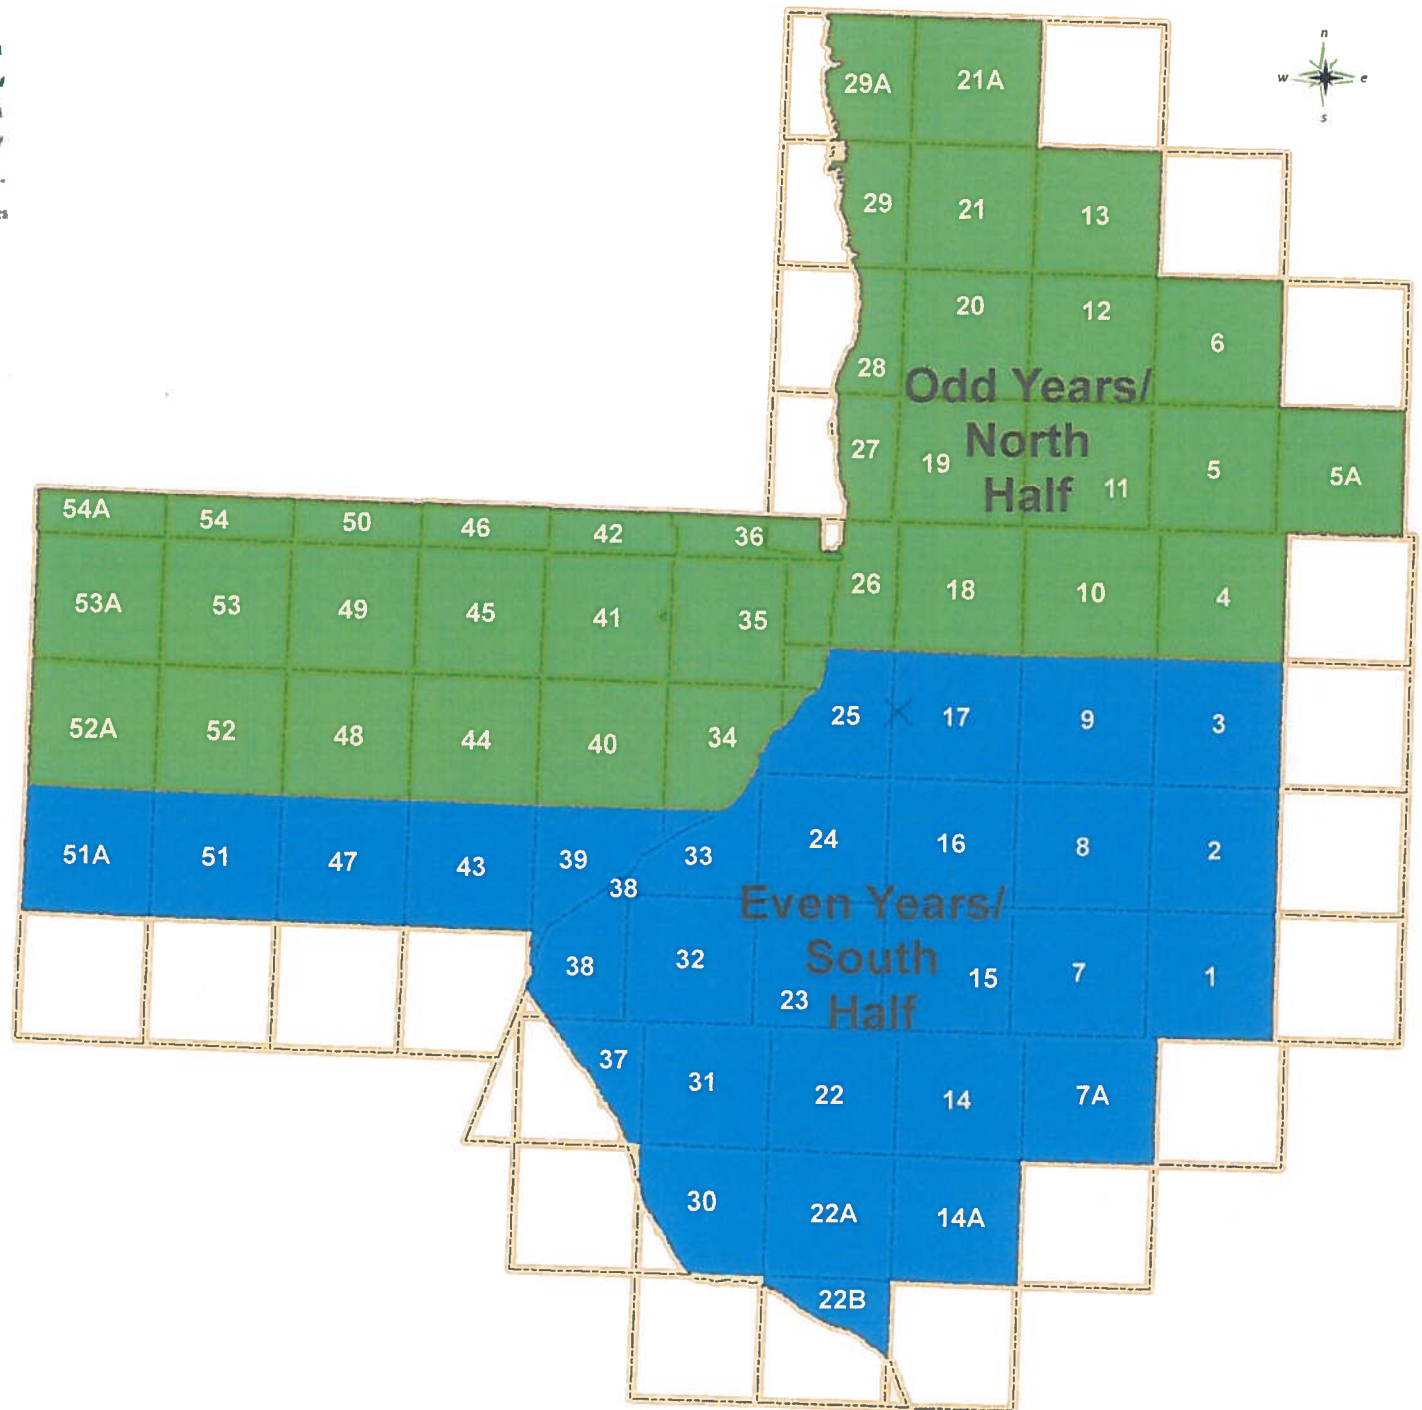 n
w e
s
29A 21A
29 21 13
20 12
6
28
Odd Years/
North
Half
27 19 11 5 5A
54A 54 50 46 42 36
26 18 10 4
53A 53 49 45 41 35
25 17 9 3
52A 52 48 44 40 34
24 16 8 2
51A 51 47 43 39 33
38
Even Years/
South
Half
38 32 23 15 7 1
37 31 22 14 7A
30 22A 14A
22B